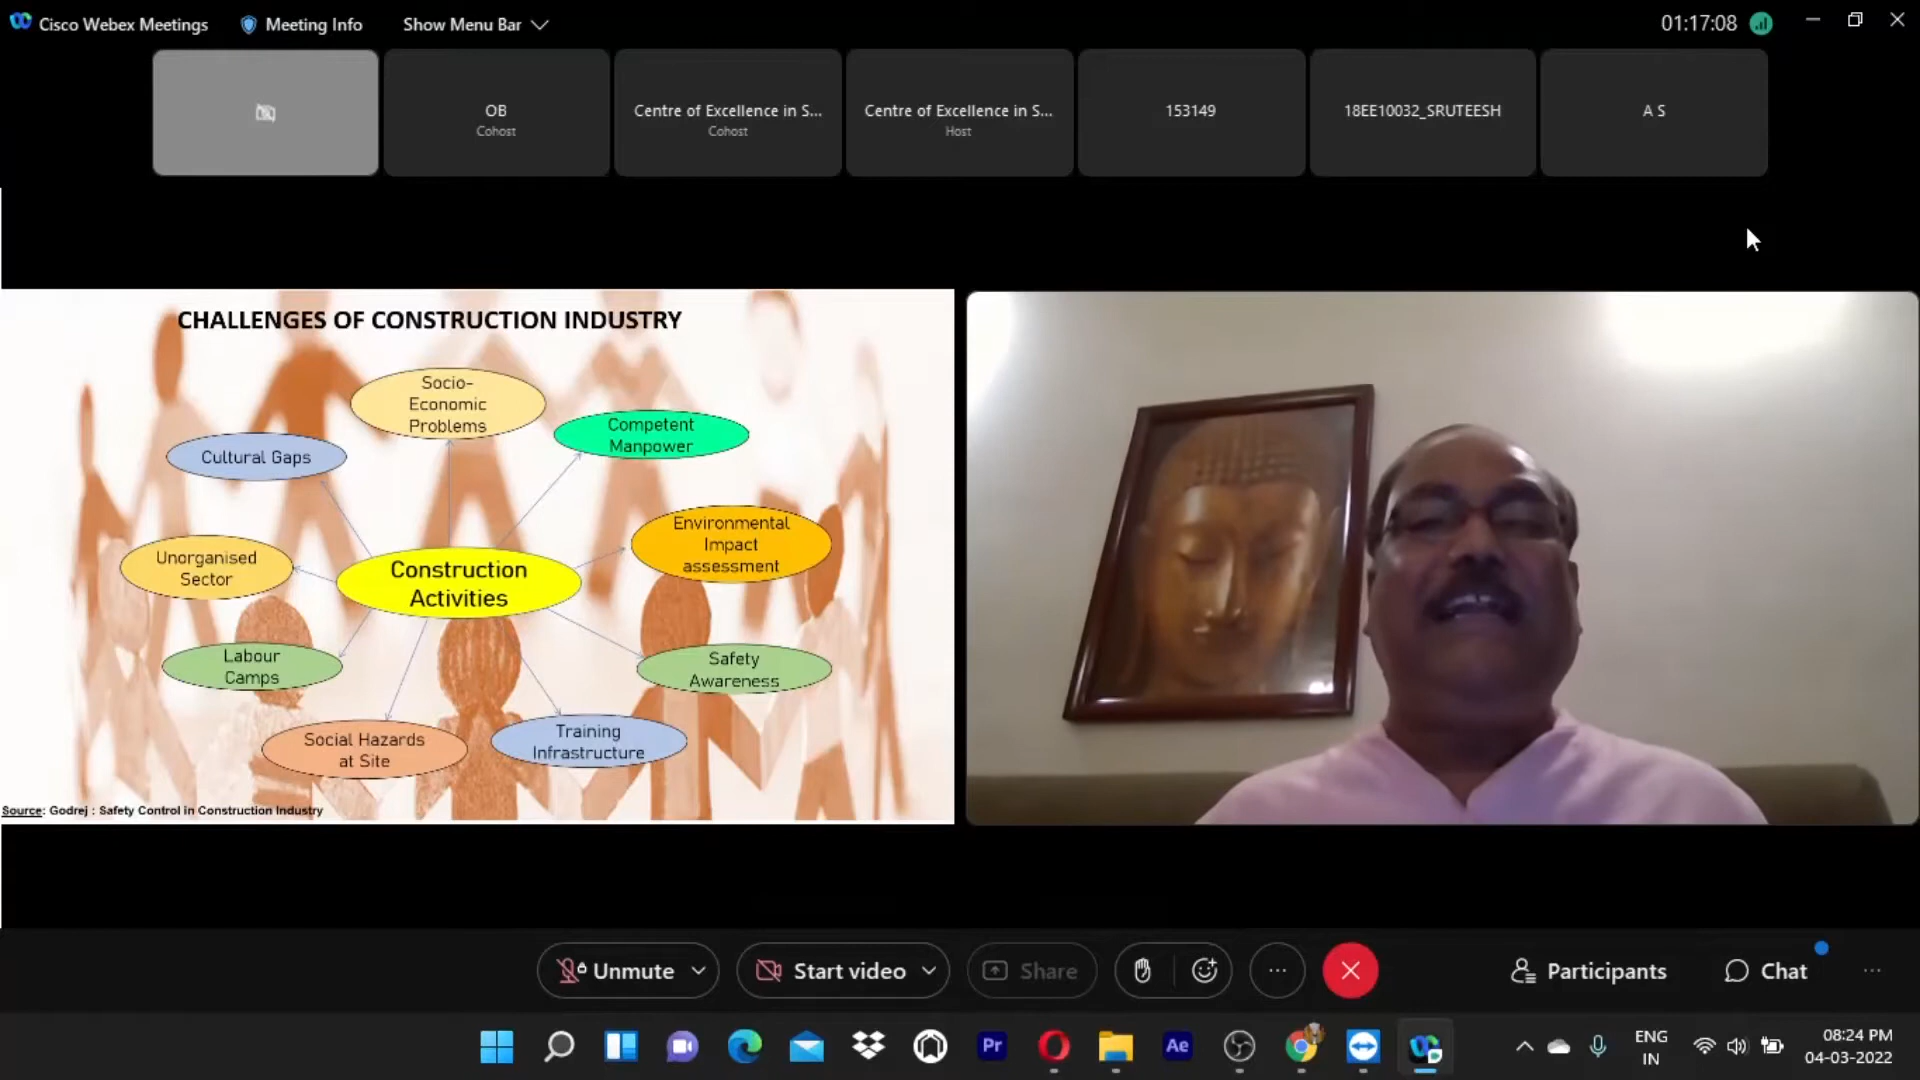 Cisco Webex Meetings
Meeting Info
Show Menu Bar
01:17:08
OB
Cohost
Centre of Excellence in S...
Cohost
Centre of Excellence in S...
Host
153149
18EE10032_SRUTEESH
A S
CHALLENGES OF CONSTRUCTION INDUSTRY
Socio-
Economic
Problems
Competent
Manpower
Cultural Gaps
Environmental
Impact
assessment
Unorganised
Sector
Construction
Activities
Labour
Camps
Safety
Awareness
Social Hazards
at Site
Training
Infrastructure
Source: Godrej : Safety Control in Construction Industry
Unmute
Start video
Share
Participants
Chat
Pr
Ae
ENG
IN
08:24 PM
04-03-2022